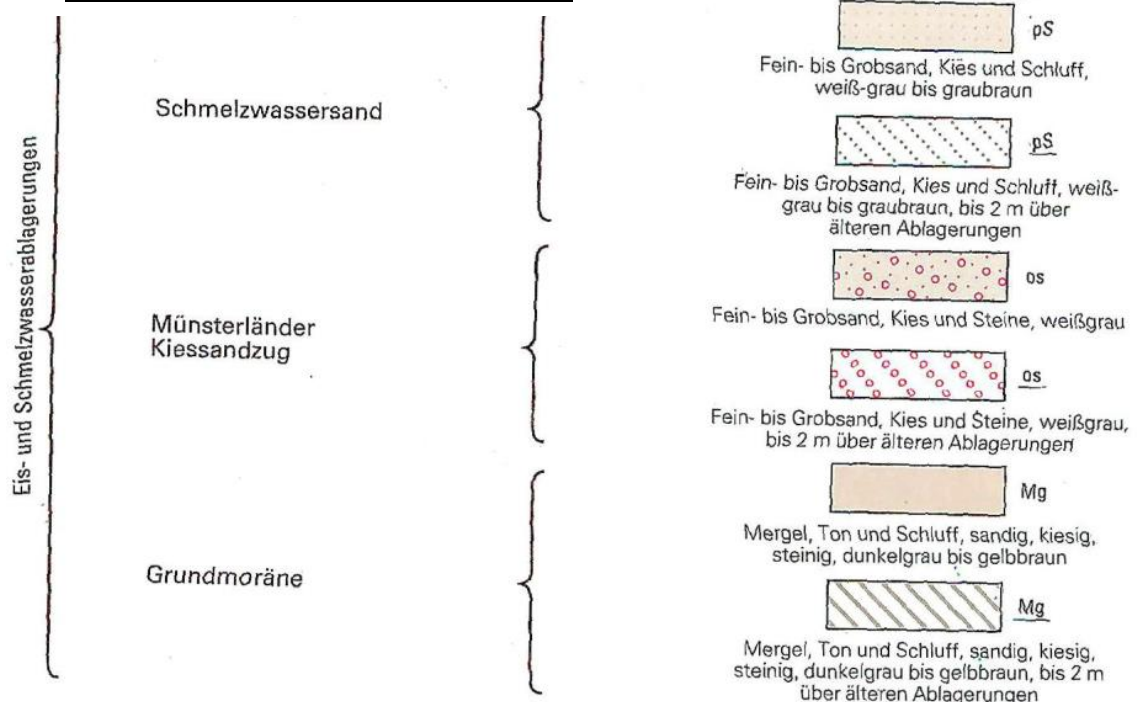 Eis- und Schmelzwasserablagerungen
Schmelzwassersand
pS
Fein- bis Grobsand, Kies und Schluff,
weiß-grau bis graubraun
pS
Fein- bis Grobsand, Kies und Schluff, weiß-
grau bis graubraun, bis 2 m über
älteren Ablagerungen
Münsterländer
Kiessandzug
os
Fein- bis Grobsand, Kies und Steine, weißgrau
os
Fein- bis Grobsand, Kies und Steine, weißgrau,
bis 2 m über älteren Ablagerungen
Grundmoräne
Mg
Mergel, Ton und Schluff, sandig, kiesig,
steinig, dunkelgrau bis gelbbraun
Mg
Mergel, Ton und Schluff, sandig, kiesig,
steinig, dunkelgrau bis gelbbraun, bis 2 m
über älteren Ablagerungen